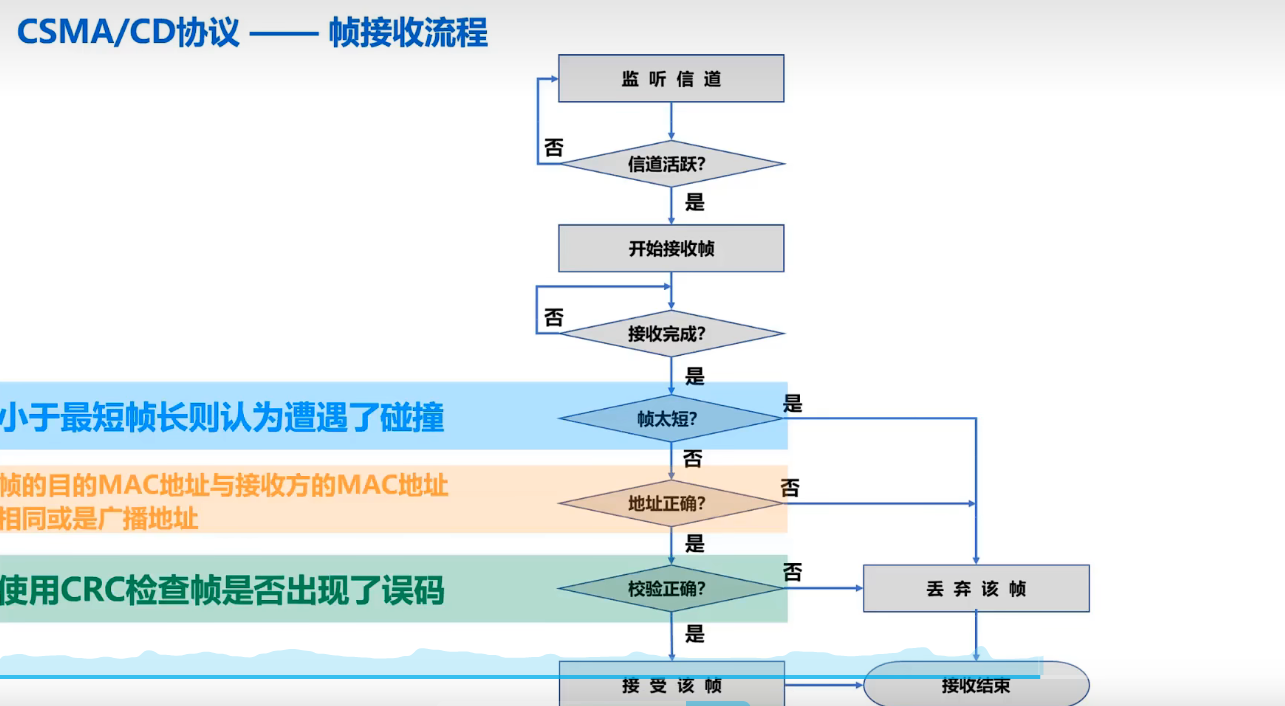 CSMA/CD协议 —— 帧接收流程
监 听 信 道
否
信道活跃?
是
开始接收帧
否
接收完成?
是
小于最短帧长则认为遭遇了碰撞
帧太短?
是
否
帧的目的MAC地址与接收方的MAC地址
相同或是广播地址
地址正确?
否
是
使用CRC检查帧是否出现了误码
校验正确?
否
丢 弃 该 帧
是
接 受 该 帧
接收结束